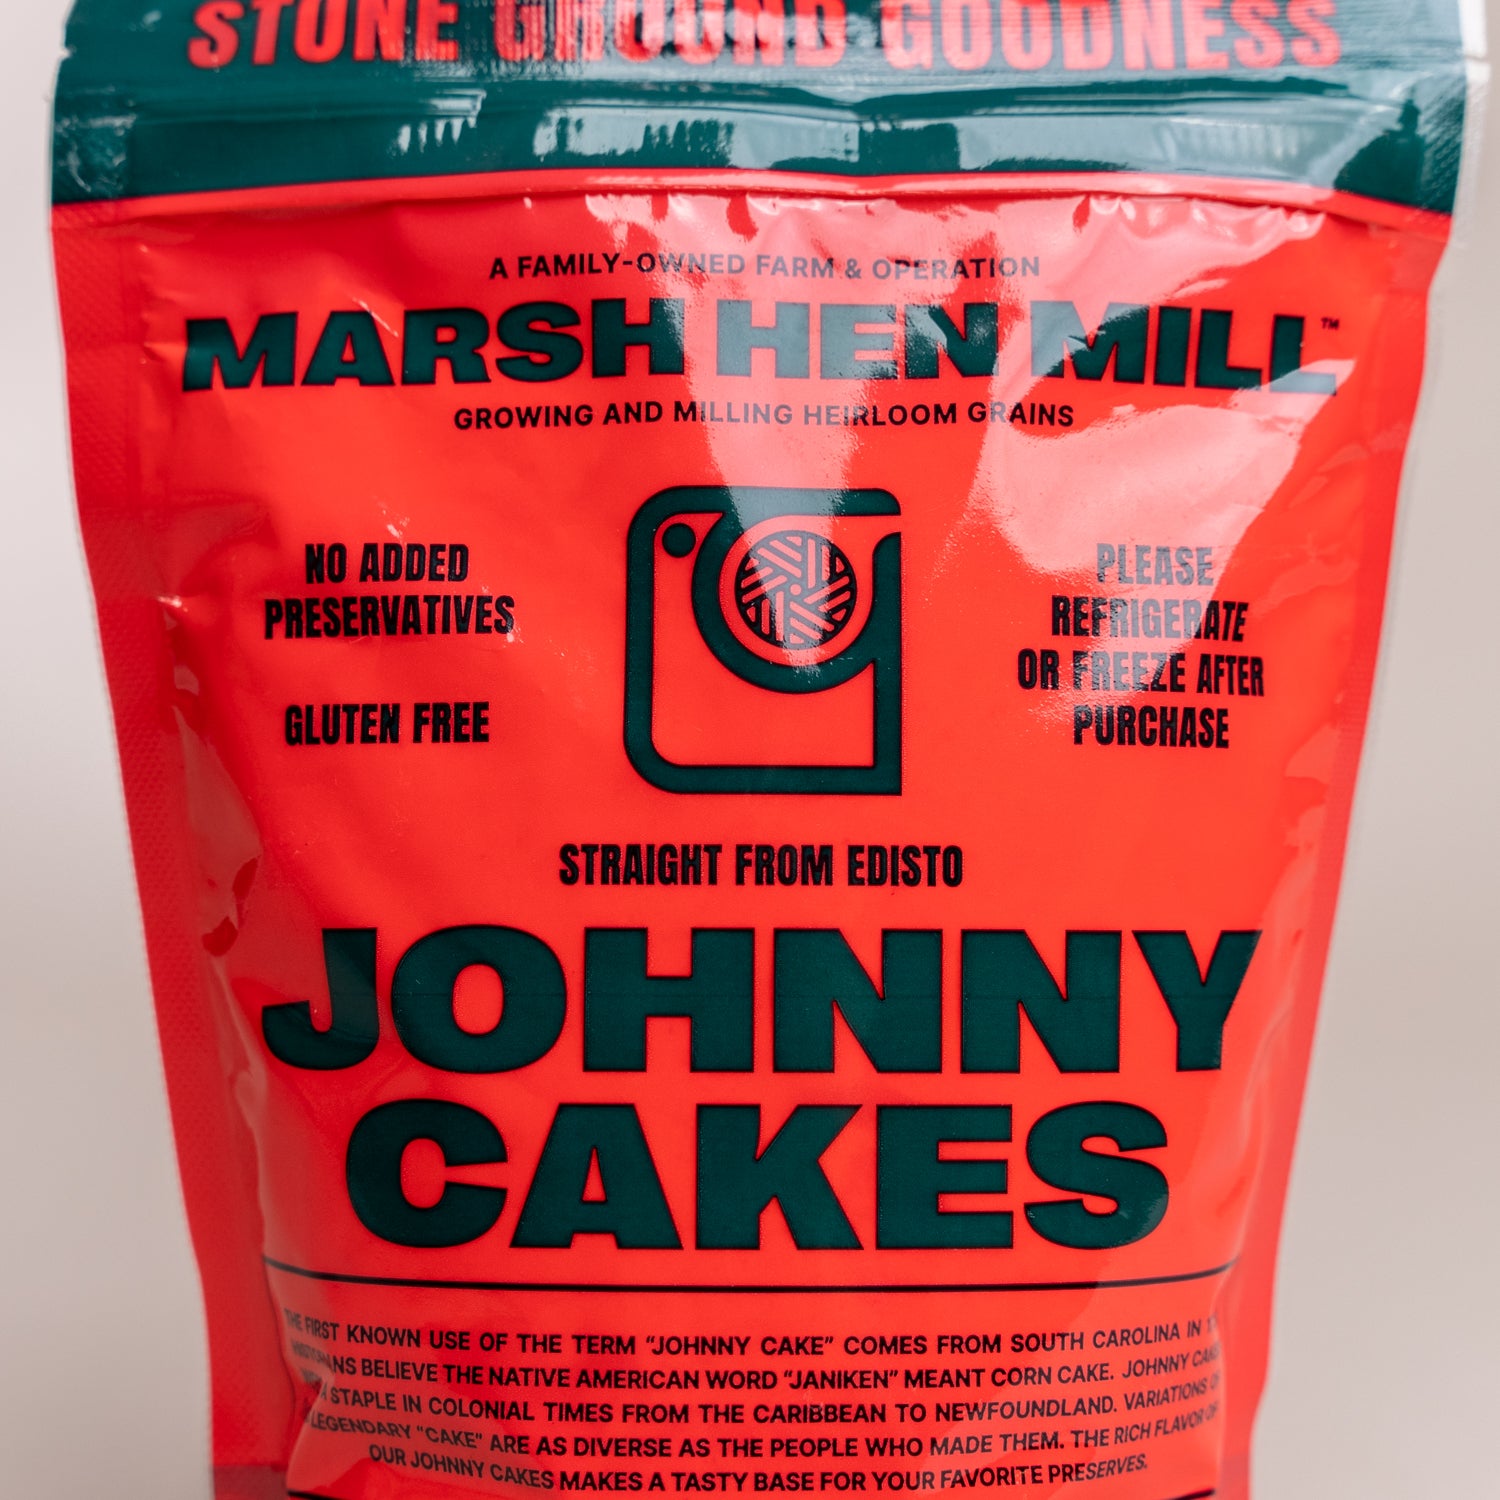 STONE GROUND GOODNESS
A FAMILY-OWNED FARM & OPERATION
MARSH HEN MILL™
GROWING AND MILLING HEIRLOOM GRAINS
NO ADDED
PRESERVATIVES
GLUTEN FREE
PLEASE
REFRIGERATE
OR FREEZE AFTER
PURCHASE
STRAIGHT FROM EDISTO
JOHNNY
CAKES
THE FIRST KNOWN USE OF THE TERM “JOHNNY CAKE” COMES FROM SOUTH CAROLINA IN
HISTORIANS BELIEVE THE NATIVE AMERICAN WORD “JANIKEN” MEANT CORN CAKE. JOHNNY
STAPLE IN COLONIAL TIMES FROM THE CARIBBEAN TO NEWFOUNDLAND. VARIATIONS OF
LEGENDARY “CAKE” ARE AS DIVERSE AS THE PEOPLE WHO MADE THEM. THE RICH FLAVOR OF
OUR JOHNNY CAKES MAKES A TASTY BASE FOR YOUR FAVORITE PRESERVES.